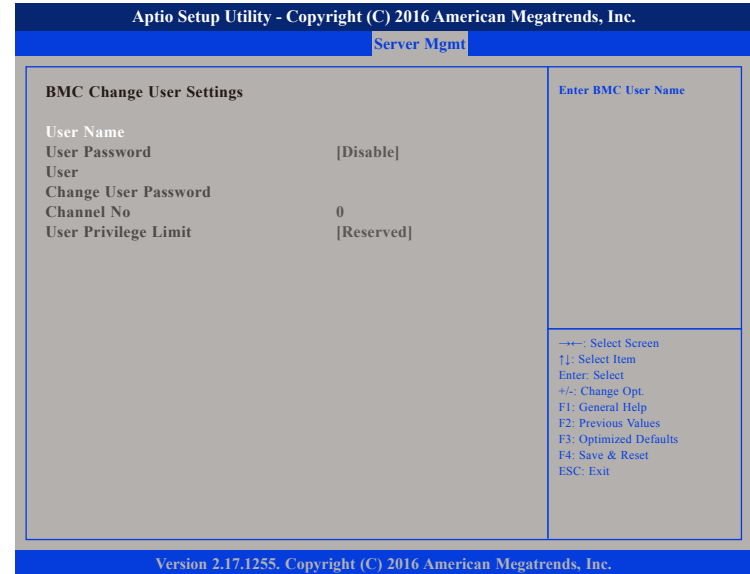 Aptio Setup Utility - Copyright (C) 2016 American Megatrends, Inc.
Server Mgmt
BMC Change User Settings
User Name
User Password [Disable]
User
Change User Password
Channel No 0
User Privilege Limit [Reserved]
Enter BMC User Name
→←: Select Screen
↑↓: Select Item
Enter: Select
+/-: Change Opt.
F1: General Help
F2: Previous Values
F3: Optimized Defaults
F4: Save & Reset
ESC: Exit
Version 2.17.1255. Copyright (C) 2016 American Megatrends, Inc.